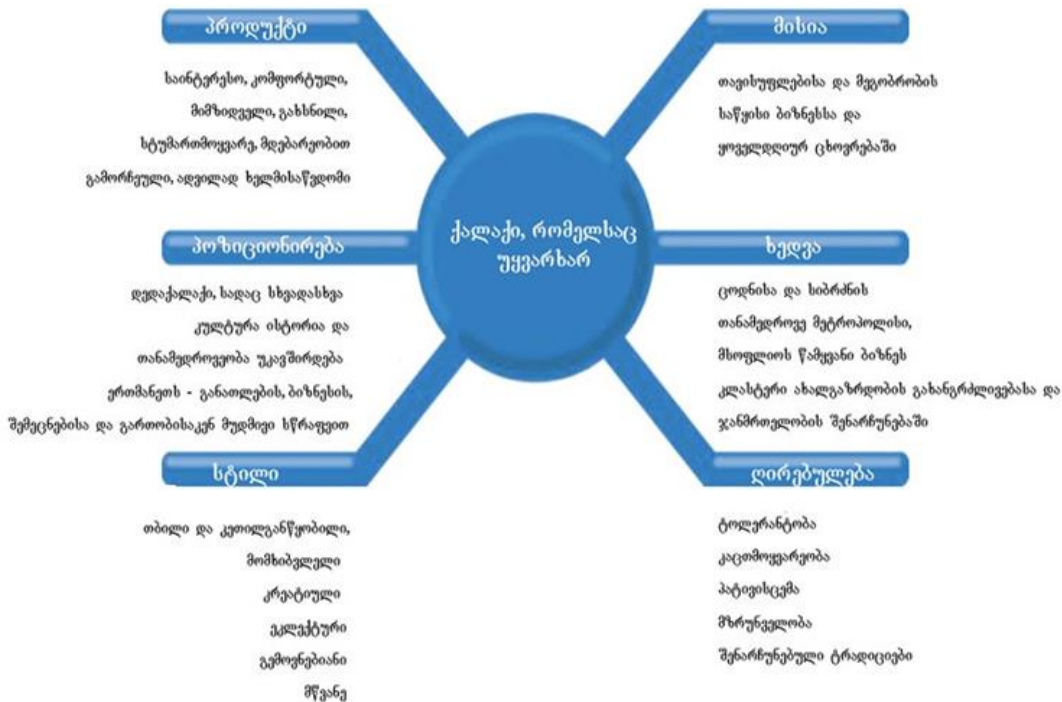 პროდუქტი
საინტერესო, კომფორტული,
მიმზიდველი, გახსნილი,
სტუმართმოყვარე, მდებარეობით
გამორჩეული, ადვილად ხელმისაწვდომი
პოზიციონირება
დედაქალაქი, სადაც სხვადასხვა
კულტურა ისტორია და
თანამედროვეობა უკავშირდება
ერთმანეთს - განათლების, ბიზნესის,
შემეცნებისა და გართობისაკენ მუდმივი სწრაფვით
სტილი
თბილი და კეთილგანწყობილი,
მომხიბვლელი
კრეატიული
ეკლექტური
გემოვნებიანი
მწვანე
ქალაქი, რომელსაც
უყვარხარ
მისია
თავისუფლებისა და მეგობრობის
საწყისი ბიზნესსა და
ყოველდღიურ ცხოვრებაში
ხედვა
ცოდნისა და სიბრძნის
თანამედროვე მეტროპოლისი,
მსოფლიოს წამყვანი ბიზნეს
კლასტერი ახალგაზრდობის გახანგრძლივებასა და
ჯანმრთელობის შენარჩუნებაში
ღირებულება
ტოლერანტობა
კაცთმოყვარეობა
პატივისცემა
მზრუნველობა
შენარჩუნებული ტრადიციები